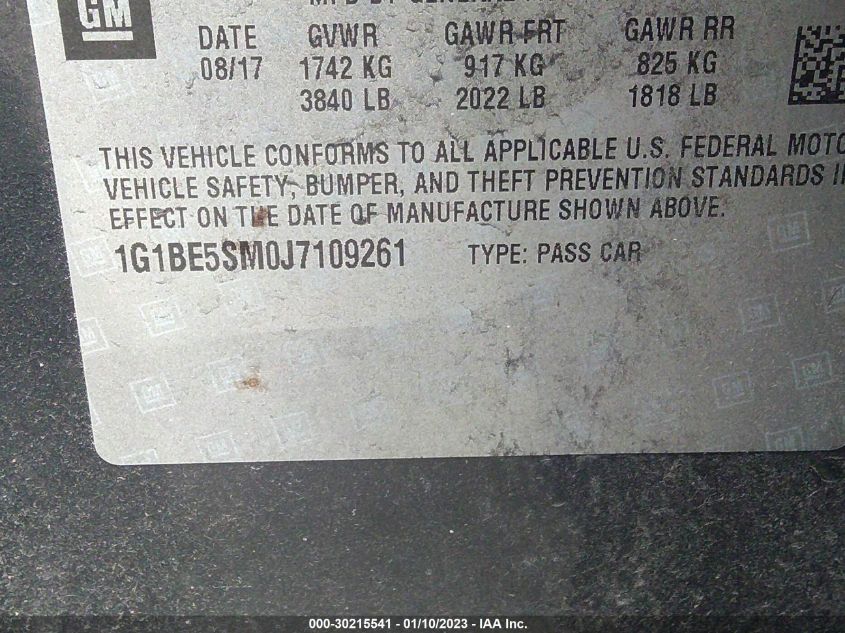 GM
DATE GVWR GAWR FRT GAWR RR
08/17 1742 KG 917 KG 825 KG
3840 LB 2022 LB 1818 LB
THIS VEHICLE CONFORMS TO ALL APPLICABLE U.S. FEDERAL MOTO
VEHICLE SAFETY, BUMPER, AND THEFT PREVENTION STANDARDS I
EFFECT ON THE DATE OF MANUFACTURE SHOWN ABOVE.
1G1BE5SM0J7109261 TYPE: PASS CAR
000-30215541 - 01/10/2023 - IAA Inc.